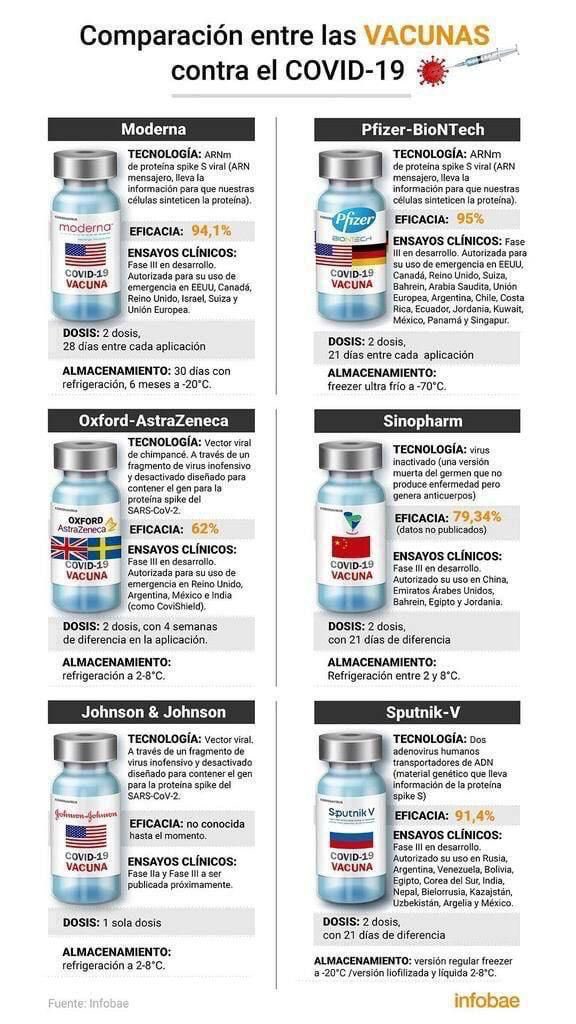 Comparación entre las VACUNAS
contra el COVID-19
Moderna
moderna
COVID-19
VACUNA
TECNOLOGÍA: ARNm
de proteína spike S viral (ARN
mensajero, lleva la
información para que nuestras
células sinteticen la proteína).
EFICACIA: 94,1%
ENSAYOS CLÍNICOS:
Fase III en desarrollo.
Autorizada para su uso de
emergencia en EEUU, Canadá,
Reino Unido, Israel, Suiza y
Unión Europea.
DOSIS: 2 dosis,
28 días entre cada aplicación
ALMACENAMIENTO: 30 días con
refrigeración, 6 meses a -20°C.
Pfizer-BioNTech
Pfizer
BIONTECH
COVID-19
VACUNA
TECNOLOGÍA: ARNm
de proteína spike S viral (ARN
mensajero, lleva la
información para que nuestras
células sinteticen la proteína).
EFICACIA: 95%
ENSAYOS CLÍNICOS: Fase
III en desarrollo. Autorizada para
su uso de emergencia en EEUU,
Canadá, Reino Unido, Suiza,
Bahrein, Arabia Saudita, Unión
Europea, Argentina, Chile, Costa
Rica, Ecuador, Jordania, Kuwait,
México, Panamá y Singapur.
DOSIS: 2 dosis,
21 días entre cada aplicación
ALMACENAMIENTO:
freezer ultra frío a -70°C.
Oxford-AstraZeneca
OXFORD
AstraZeneca
COVID-19
VACUNA
TECNOLOGÍA: Vector viral
de chimpancé. A través de un
fragmento de virus inofensivo y
desactivado diseñado para
contener el gen para la
proteína spike del
SARS-CoV-2.
EFICACIA: 62%
ENSAYOS CLÍNICOS:
Fase III en desarrollo.
Autorizada para su uso de
emergencia en Reino Unido,
Argentina, México e India
(como CoviShield).
DOSIS: 2 dosis, con 4 semanas
de diferencia en la aplicación.
ALMACENAMIENTO:
refrigeración a 2-8°C.
Sinopharm
COVID-19
VACUNA
TECNOLOGÍA: virus
inactivado (una versión
muerta del germen que no
produce enfermedad pero
genera anticuerpos)
EFICACIA: 79,34%
(datos no publicados)
ENSAYOS CLÍNICOS:
Fase III en desarrollo.
Autorizado su uso en China,
Emiratos Árabes Unidos,
Bahrein, Egipto y Jordania.
DOSIS: 2 dosis,
con 21 días de diferencia
ALMACENAMIENTO:
Refrigeración entre 2 y 8°C.
Johnson & Johnson
Johnson & Johnson
COVID-19
VACUNA
TECNOLOGÍA: Vector viral.
A través de un fragmento de
virus inofensivo y desactivado
diseñado para contener el gen
para la proteína spike del
SARS-CoV-2.
EFICACIA: no conocida
hasta el momento.
ENSAYOS CLÍNICOS:
Fase IIa y Fase III a ser
publicada próximamente.
DOSIS: 1 sola dosis
ALMACENAMIENTO:
refrigeración a 2-8°C.
Sputnik-V
Sputnik V
COVID-19
VACUNA
TECNOLOGÍA: Dos
adenovirus humanos
transportadores de ADN
(material genético que lleva
información de la proteína
spike S)
EFICACIA: 91,4%
ENSAYOS CLÍNICOS:
Fase III en desarrollo.
Autorizado su uso en Rusia,
Argentina, Venezuela, Bolivia,
Egipto, Corea del Sur, India,
Nepal, Bielorrusia, Kazajstán,
Uzbekistán, Argelia y México.
DOSIS: 2 dosis,
con 21 días de diferencia
ALMACENAMIENTO: versión regular freezer
a -20°C /versión liofilizada y líquida 2-8°C.
Fuente: Infobae
infobae